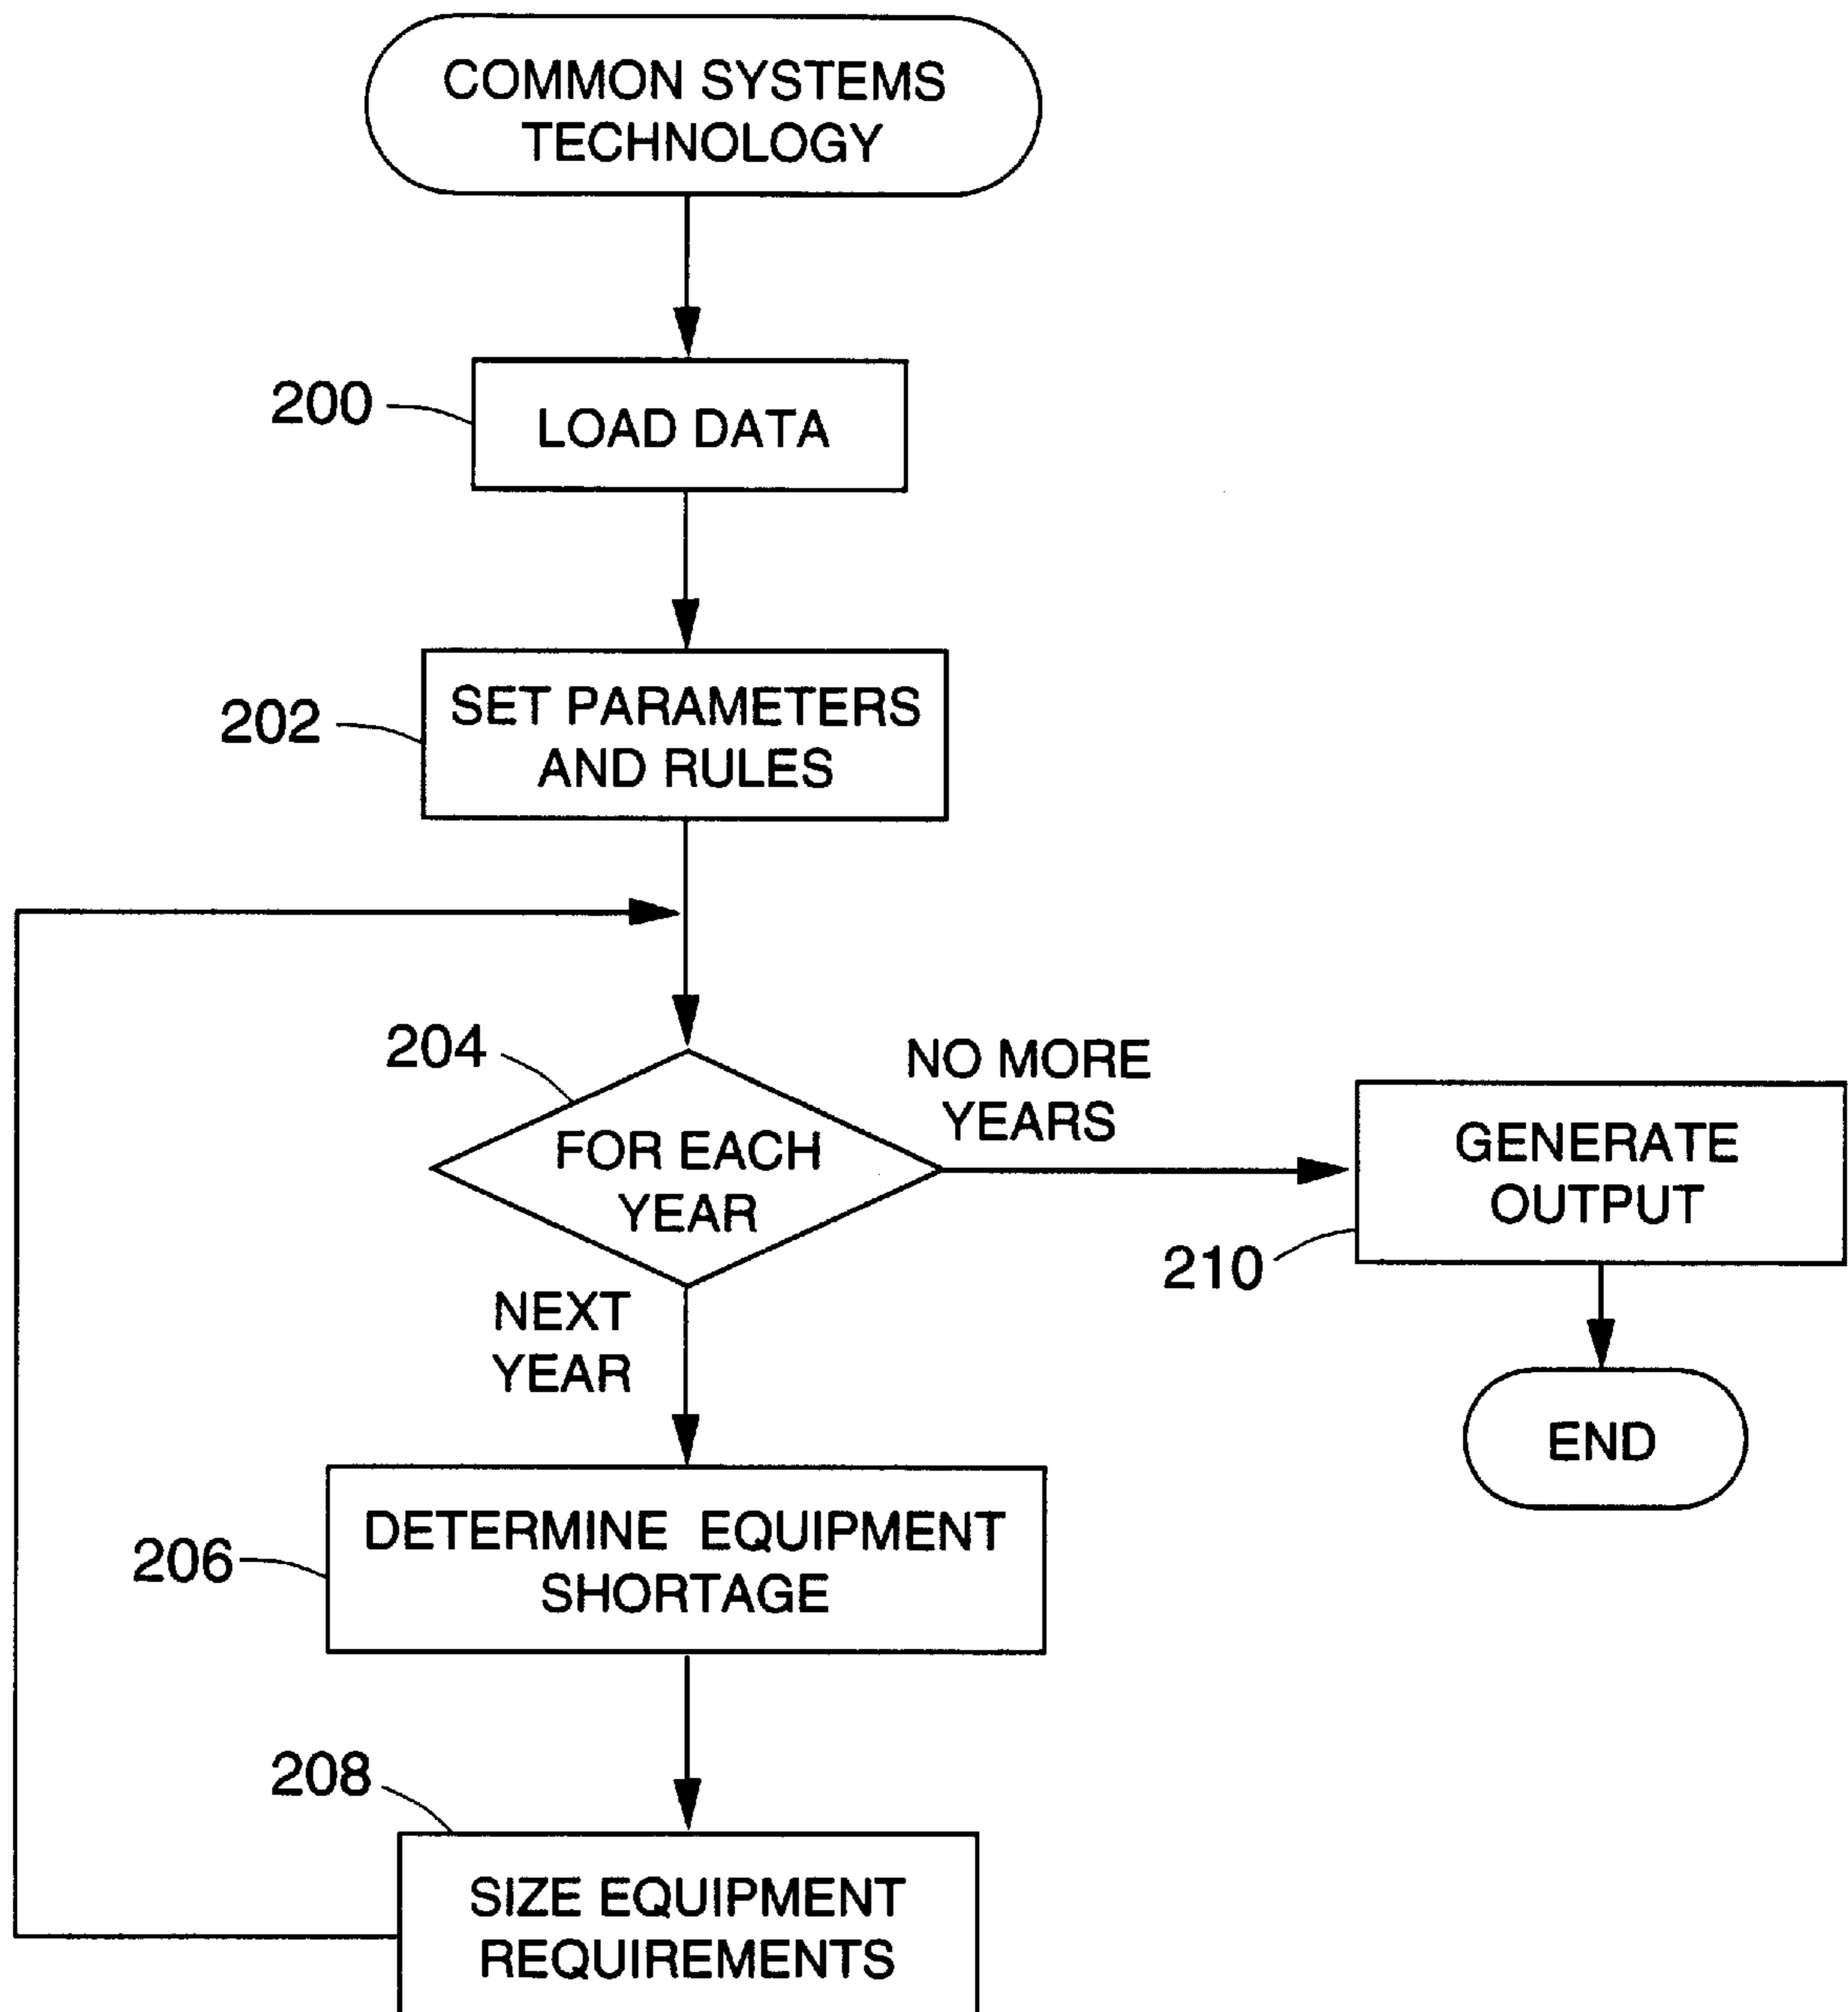 COMMON SYSTEMS
TECHNOLOGY
200
LOAD DATA
202
SET PARAMETERS
AND RULES
204
FOR EACH
YEAR
NO MORE
YEARS
GENERATE
OUTPUT
210
END
NEXT
YEAR
206
DETERMINE EQUIPMENT
SHORTAGE
208
SIZE EQUIPMENT
REQUIREMENTS